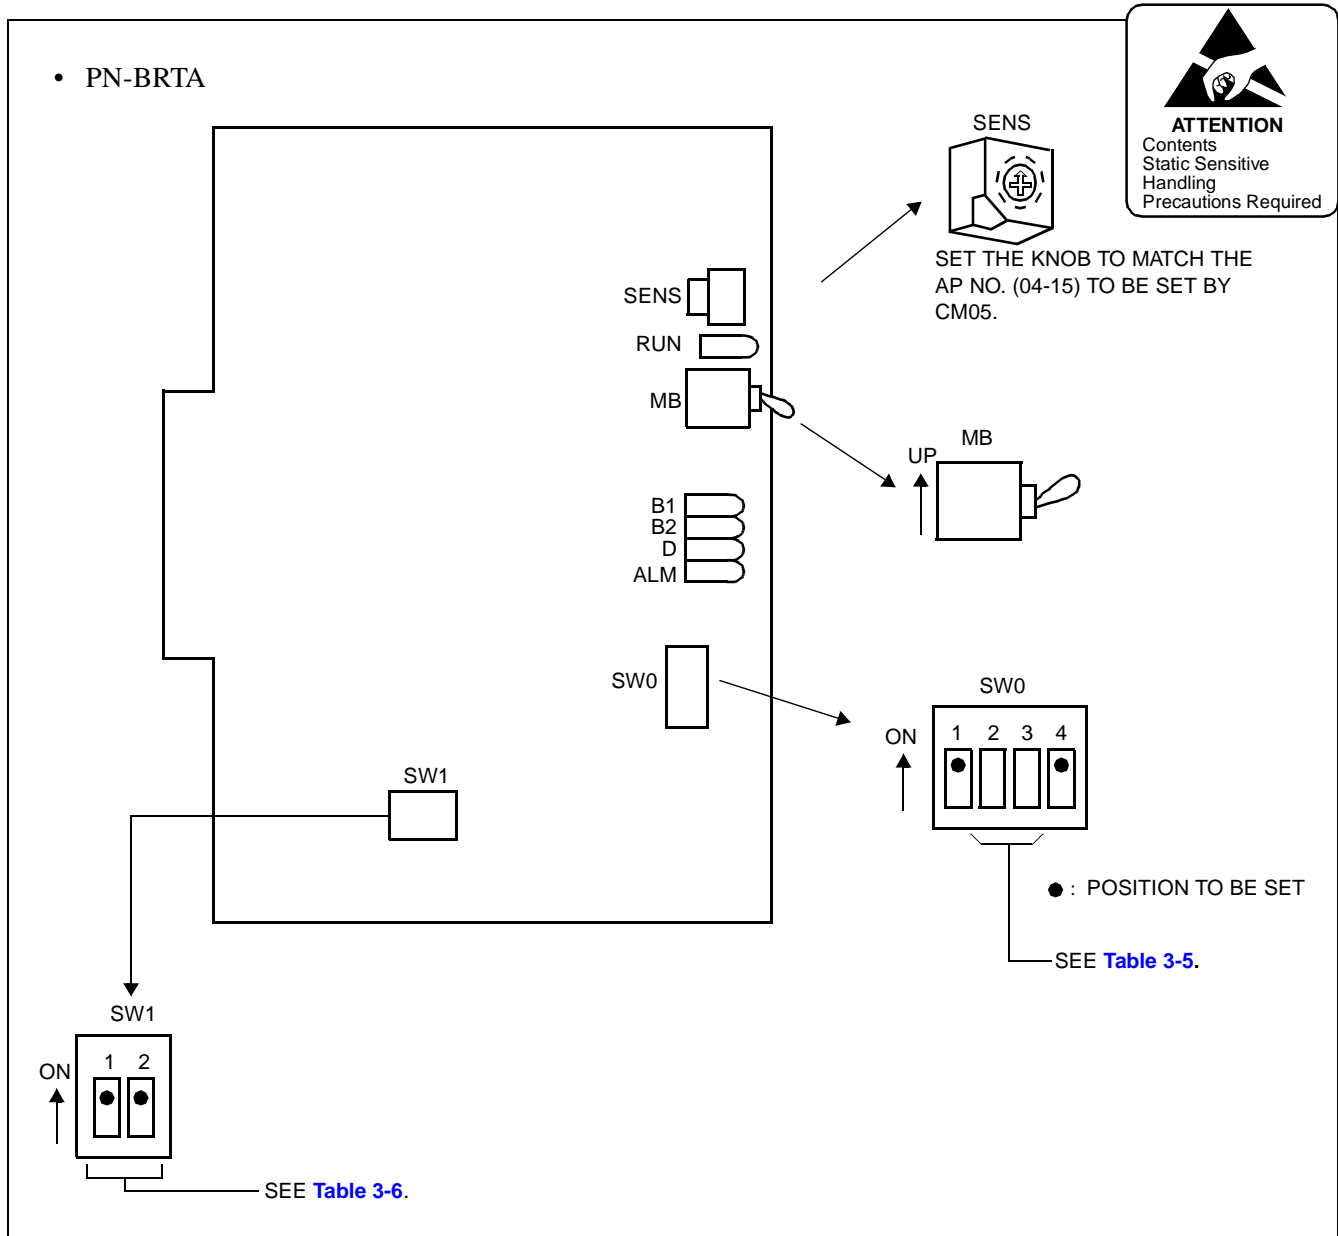 • PN-BRTA
ATTENTION
Contents
Static Sensitive
Handling
Precautions Required
SENS
SET THE KNOB TO MATCH THE
AP NO. (04-15) TO BE SET BY
CM05.
SENS
RUN
MB
MB
UP
B1
B2
D
ALM
SW0
SW0
ON
1 2 3 4
● : POSITION TO BE SET
SEE Table 3-5.
SW1
SW1
ON
1 2
SEE Table 3-6.